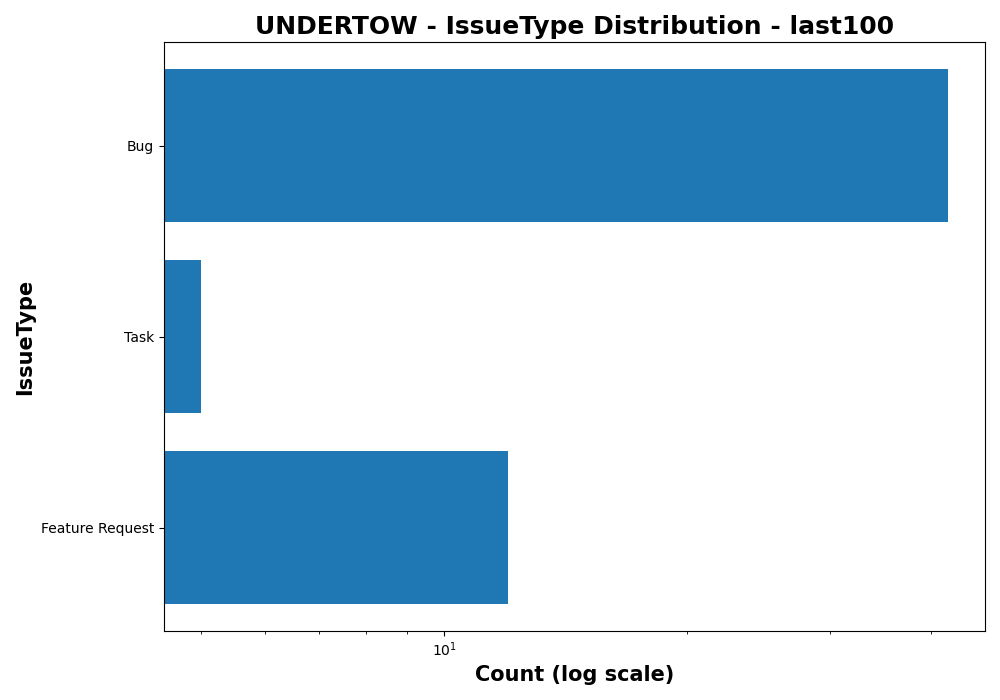 UNDERTOW - IssueType Distribution - last100
IssueType
Bug
Task
Feature Request
10¹
Count (log scale)